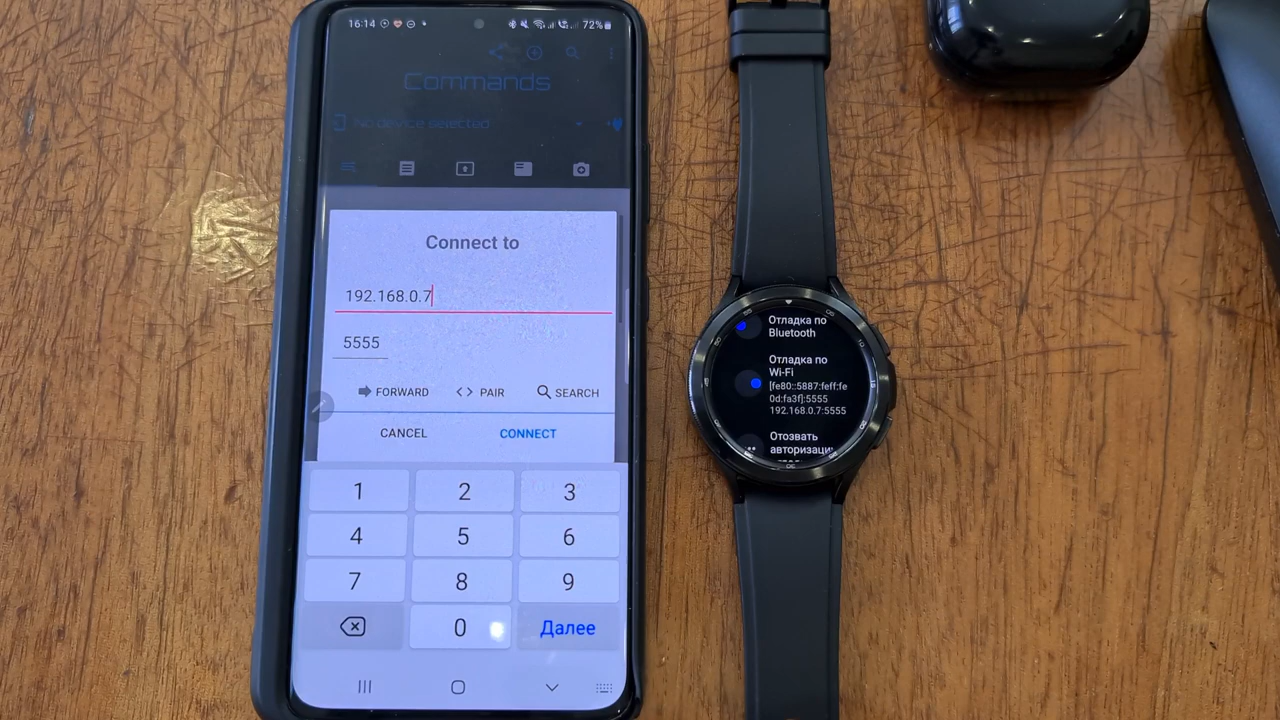 16:14
72%
Commands
No device selected
Connect to
192.168.0.7
5555
FORWARD
PAIR
SEARCH
CANCEL
CONNECT
1
2
3
4
5
6
7
8
9
0
Далее
Отладка по
Bluetooth
Отладка по
Wi-Fi
[fe80::5887:feff:fe
0d:fa3f]:5555
192.168.0.7:5555
Отозвать